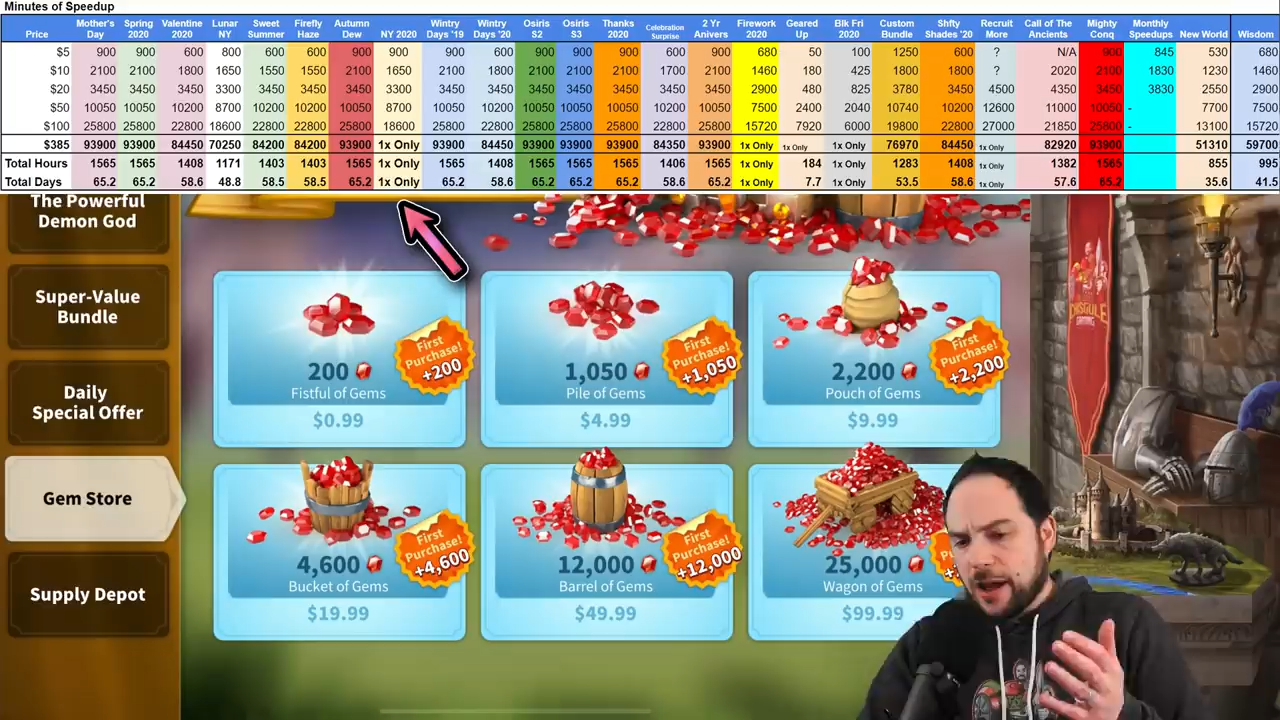 Minutes of Speedup
Price Mother's Day Spring 2020 Valentine 2020 Lunar NY Sweet Summer Firefly Haze Autumn Dew NY 2020 Wintry Days '19 Wintry Days '20 Osiris S2 Osiris S3 Thanks 2020 Celebration Surprise 2 Yr Anivers Firework 2020 Geared Up Blk Fri 2020 Custom Bundle Shfty Shades '20 Recruit More Call of The Ancients Mighty Conq Monthly Speedups New World Wisdom
$5 900 900 600 800 600 600 900 900 900 600 900 900 900 600 900 680 50 100 1250 600 ? N/A 900 845 530 680
$10 2100 2100 1800 1650 1550 1550 2100 1650 2100 1800 2100 2100 2100 1700 2100 1460 180 425 1800 1800 ? 2020 2100 1830 1230 1460
$20 3450 3450 3450 3300 3450 3450 3450 3300 3450 3450 3450 3450 3450 3450 3450 2900 480 825 3780 3450 4500 4350 3450 3830 2550 2900
$50 10050 10050 10200 8700 10200 10200 10050 8700 10050 10200 10050 10050 10050 10200 10050 7500 2400 2040 10740 10200 12600 11000 10050 - 7700 7500
$100 25800 25800 22800 18600 22800 22800 25800 18600 25800 22800 25800 25800 25800 22800 25800 15720 7920 6000 19800 22800 27000 21850 25800 - 13100 15720
$385 93900 93900 84450 70250 84200 84200 93900 1x Only 93900 84450 93900 93900 93900 84350 93900 1x Only 1x Only 1x Only 76970 84450 1x Only 82920 93900 51310 59700
Total Hours 1565 1565 1408 1171 1403 1403 1565 1x Only 1565 1408 1565 1565 1565 1406 1565 1x Only 184 1x Only 1283 1408 1x Only 1382 1565 855 995
Total Days 65.2 65.2 58.6 48.8 58.5 58.5 65.2 1x Only 65.2 58.6 65.2 65.2 65.2 58.6 65.2 1x Only 7.7 1x Only 53.5 58.6 1x Only 57.6 65.2 35.6 41.5
The Powerful
Demon God
Super-Value
Bundle
Daily
Special Offer
Gem Store
Supply Depot
First
Purchase!
+200
200
Fistful of Gems
$0.99
First
Purchase!
+1,050
1,050
Pile of Gems
$4.99
First
Purchase!
+2,200
2,200
Pouch of Gems
$9.99
First
Purchase!
+4,600
4,600
Bucket of Gems
$19.99
First
Purchase!
+12,000
12,000
Barrel of Gems
$49.99
25,000
Wagon of Gems
$99.99
CHISGULE
GAMING